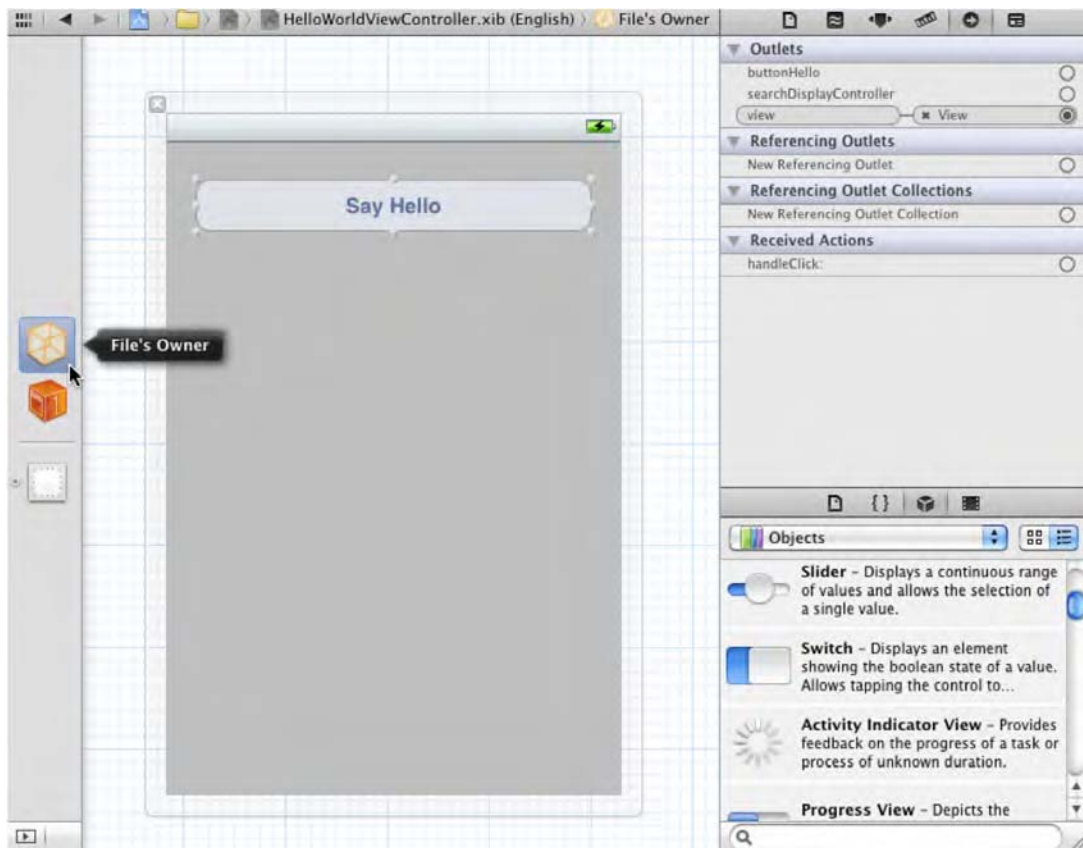 HelloWorldViewController.xib (English)
File's Owner
Outlets
buttonHello
searchDisplayController
view
View
Referencing Outlets
New Referencing Outlet
Referencing Outlet Collections
New Referencing Outlet Collection
Received Actions
handleClick:
Say Hello
File's Owner
{ }
Objects
Slider – Displays a continuous range
of values and allows the selection of
a single value.
Switch – Displays an element
showing the boolean state of a value.
Allows tapping the control to...
Activity Indicator View – Provides
feedback on the progress of a task or
process of unknown duration.
Progress View – Depicts the